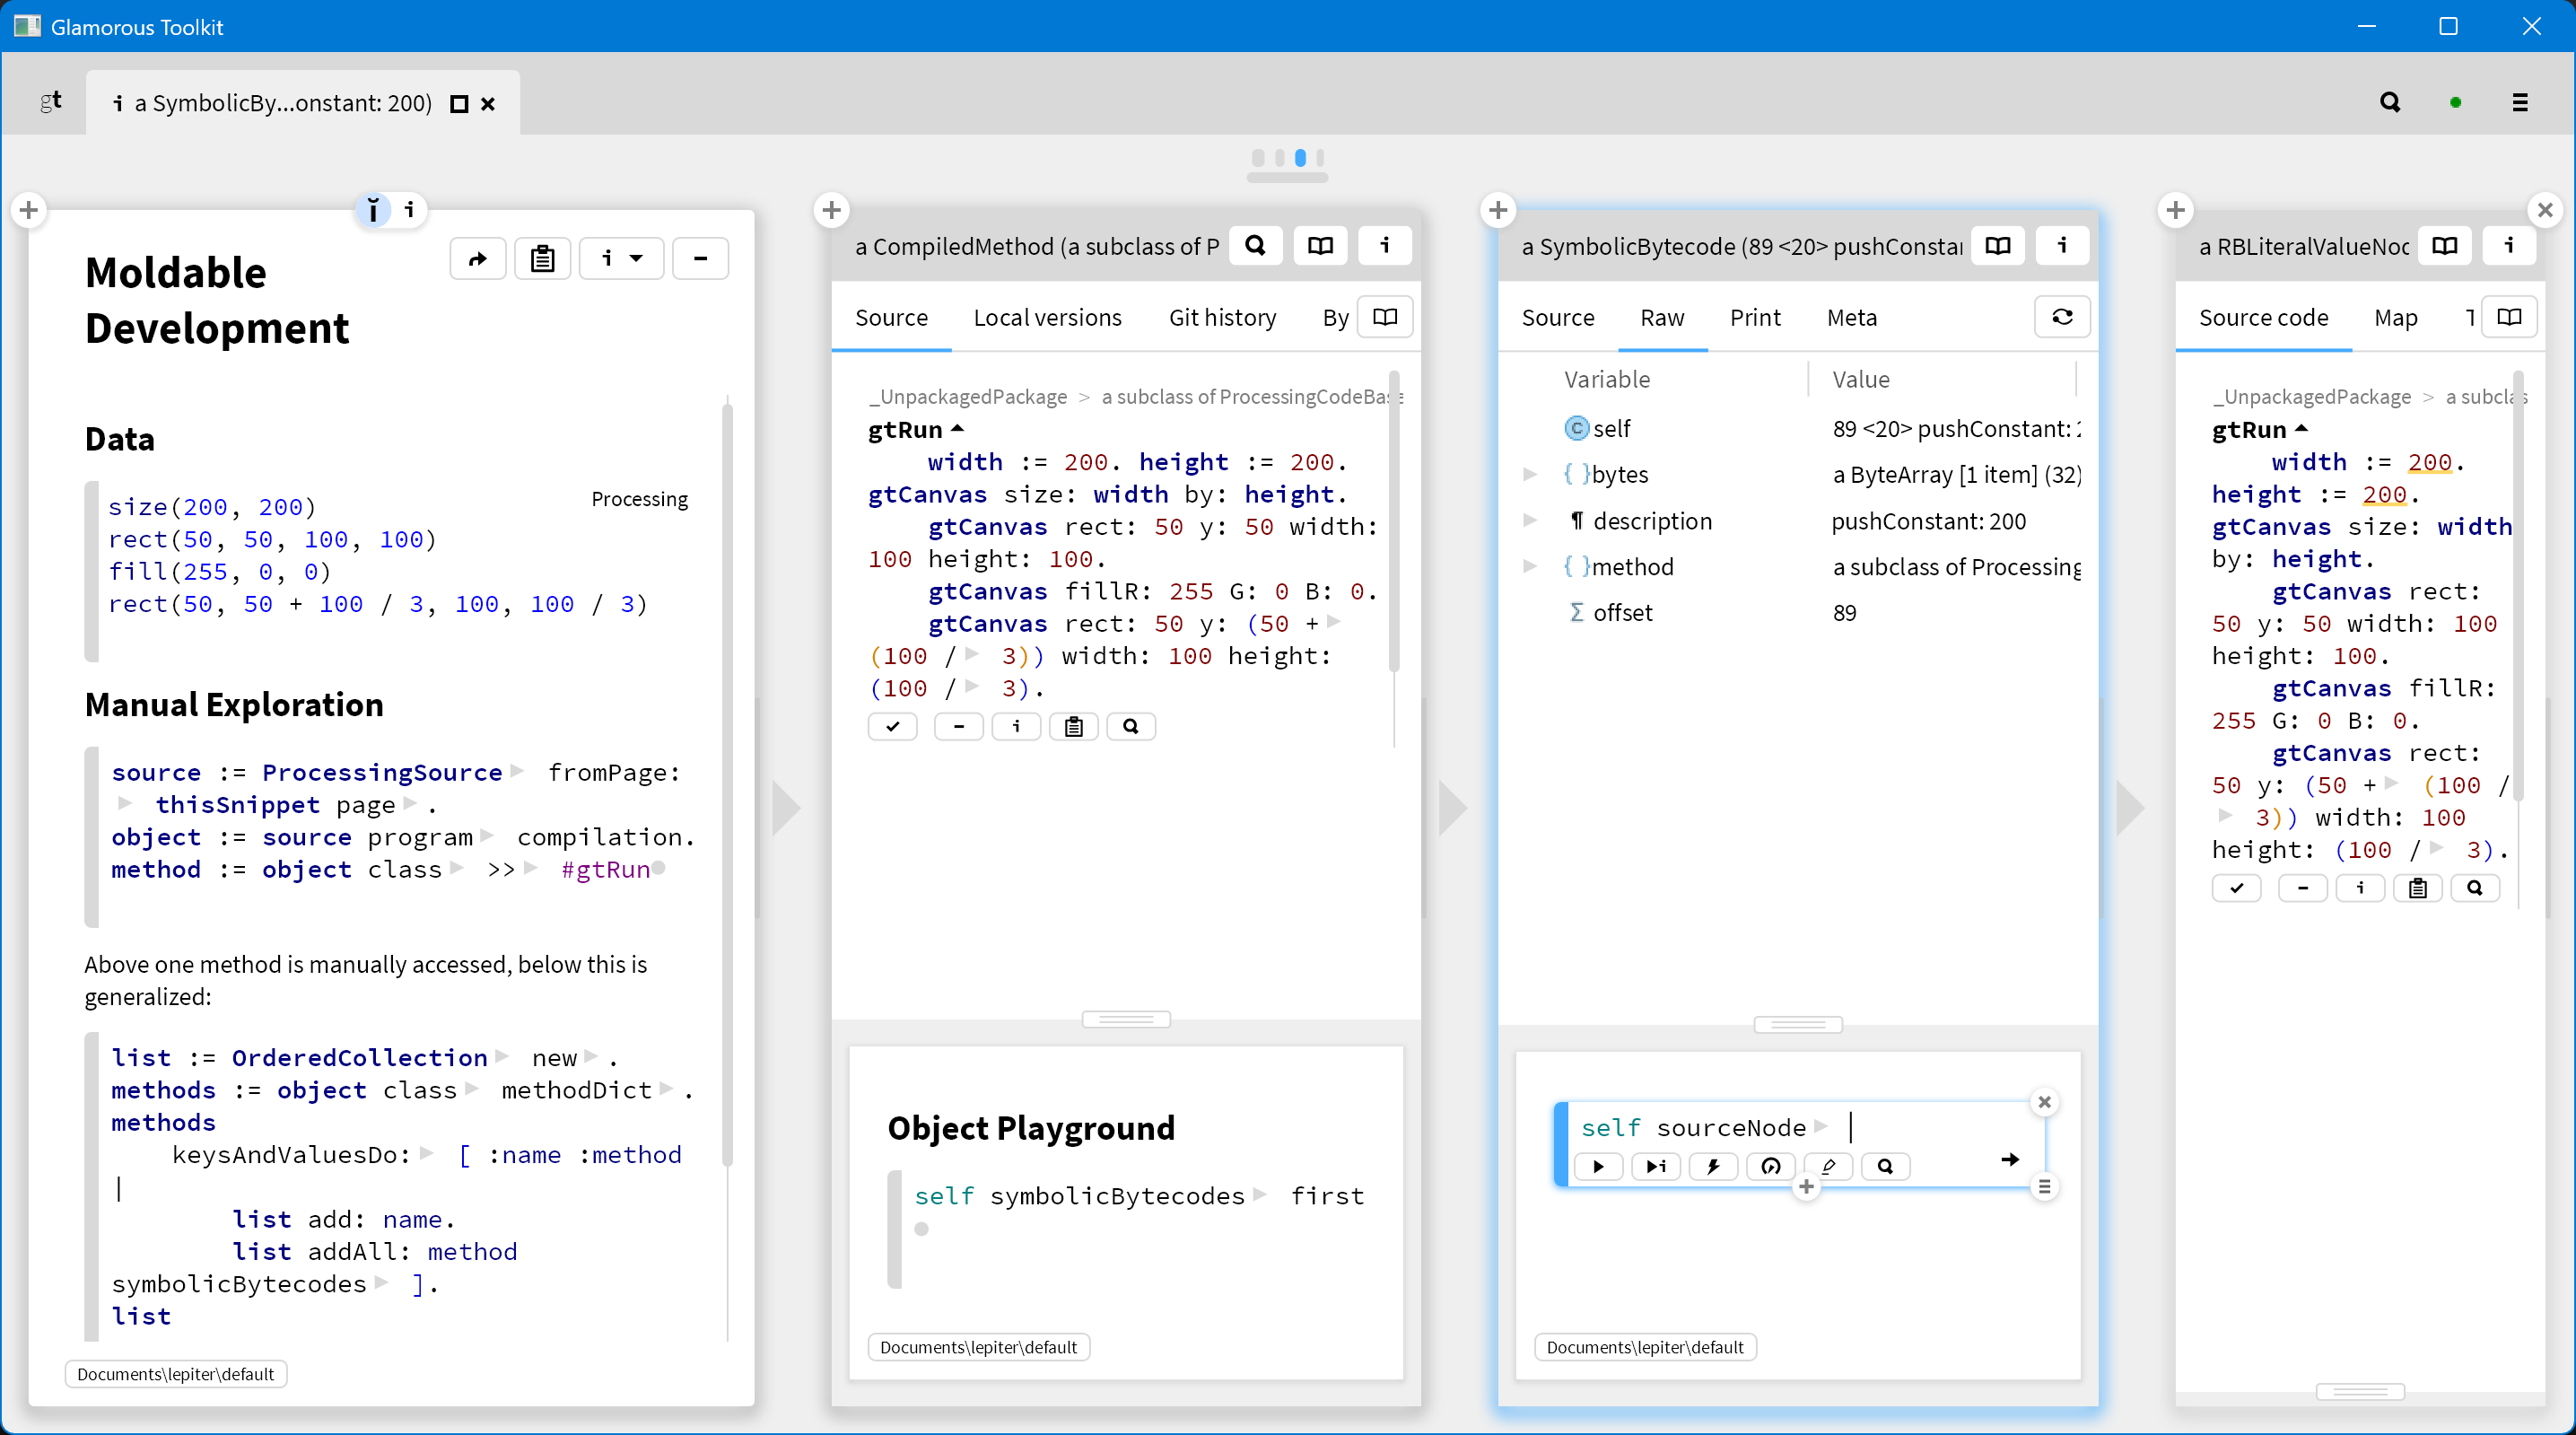 Glamorous Toolkit
gt
i a SymbolicBy...onstant: 200)
Moldable
Development
i
Data
size(200, 200)
rect(50, 50, 100, 100)
fill(255, 0, 0)
rect(50, 50 + 100 / 3, 100, 100 / 3)
Processing
Manual Exploration
source := ProcessingSource fromPage:
thisSnippet page .
object := source program compilation.
method := object class >> #gtRun
Above one method is manually accessed, below this is
generalized:
list := OrderedCollection new .
methods := object class methodDict .
methods
keysAndValuesDo: [ :name :method
|
list add: name.
list addAll: method
symbolicBytecodes ].
list
Documents\lepiter\default
a CompiledMethod (a subclass of P
Source Local versions Git history By
_UnpackagedPackage > a subclass of ProcessingCodeBase
gtRun
width := 200. height := 200.
gtCanvas size: width by: height.
gtCanvas rect: 50 y: 50 width:
100 height: 100.
gtCanvas fillR: 255 G: 0 B: 0.
gtCanvas rect: 50 y: (50 +
(100 / 3)) width: 100 height:
(100 / 3).
Object Playground
self symbolicBytecodes first
Documents\lepiter\default
a SymbolicBytecode (89 <20> pushConstan
Source Raw Print Meta
Variable Value
self 89 <20> pushConstant: 2
bytes a ByteArray [1 item] (32)
description pushConstant: 200
method a subclass of Processing
offset 89
self sourceNode
Documents\lepiter\default
a RBLiteralValueNod
Source code Map T
_UnpackagedPackage > a subclas
gtRun
width := 200.
height := 200.
gtCanvas size: width
by: height.
gtCanvas rect:
50 y: 50 width: 100
height: 100.
gtCanvas fillR:
255 G: 0 B: 0.
gtCanvas rect:
50 y: (50 + (100 /
3)) width: 100
height: (100 / 3).